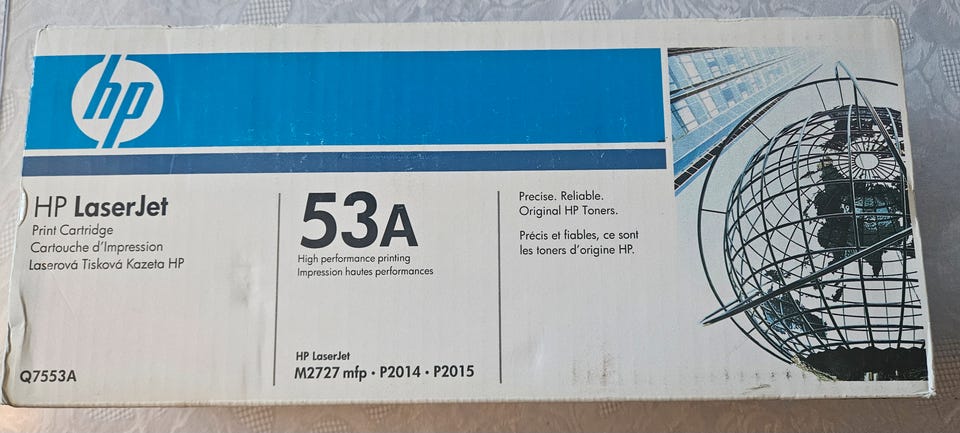 hp
HP LaserJet
Print Cartridge
Cartouche d'Impression
Laserová Tisková Kazeta HP
Q7553A
53A
High performance printing
Impression hautes performances
HP LaserJet
M2727 mfp · P2014 · P2015
Precise. Reliable.
Original HP Toners.
Précis et fiables, ce sont
les toners d'origine HP.